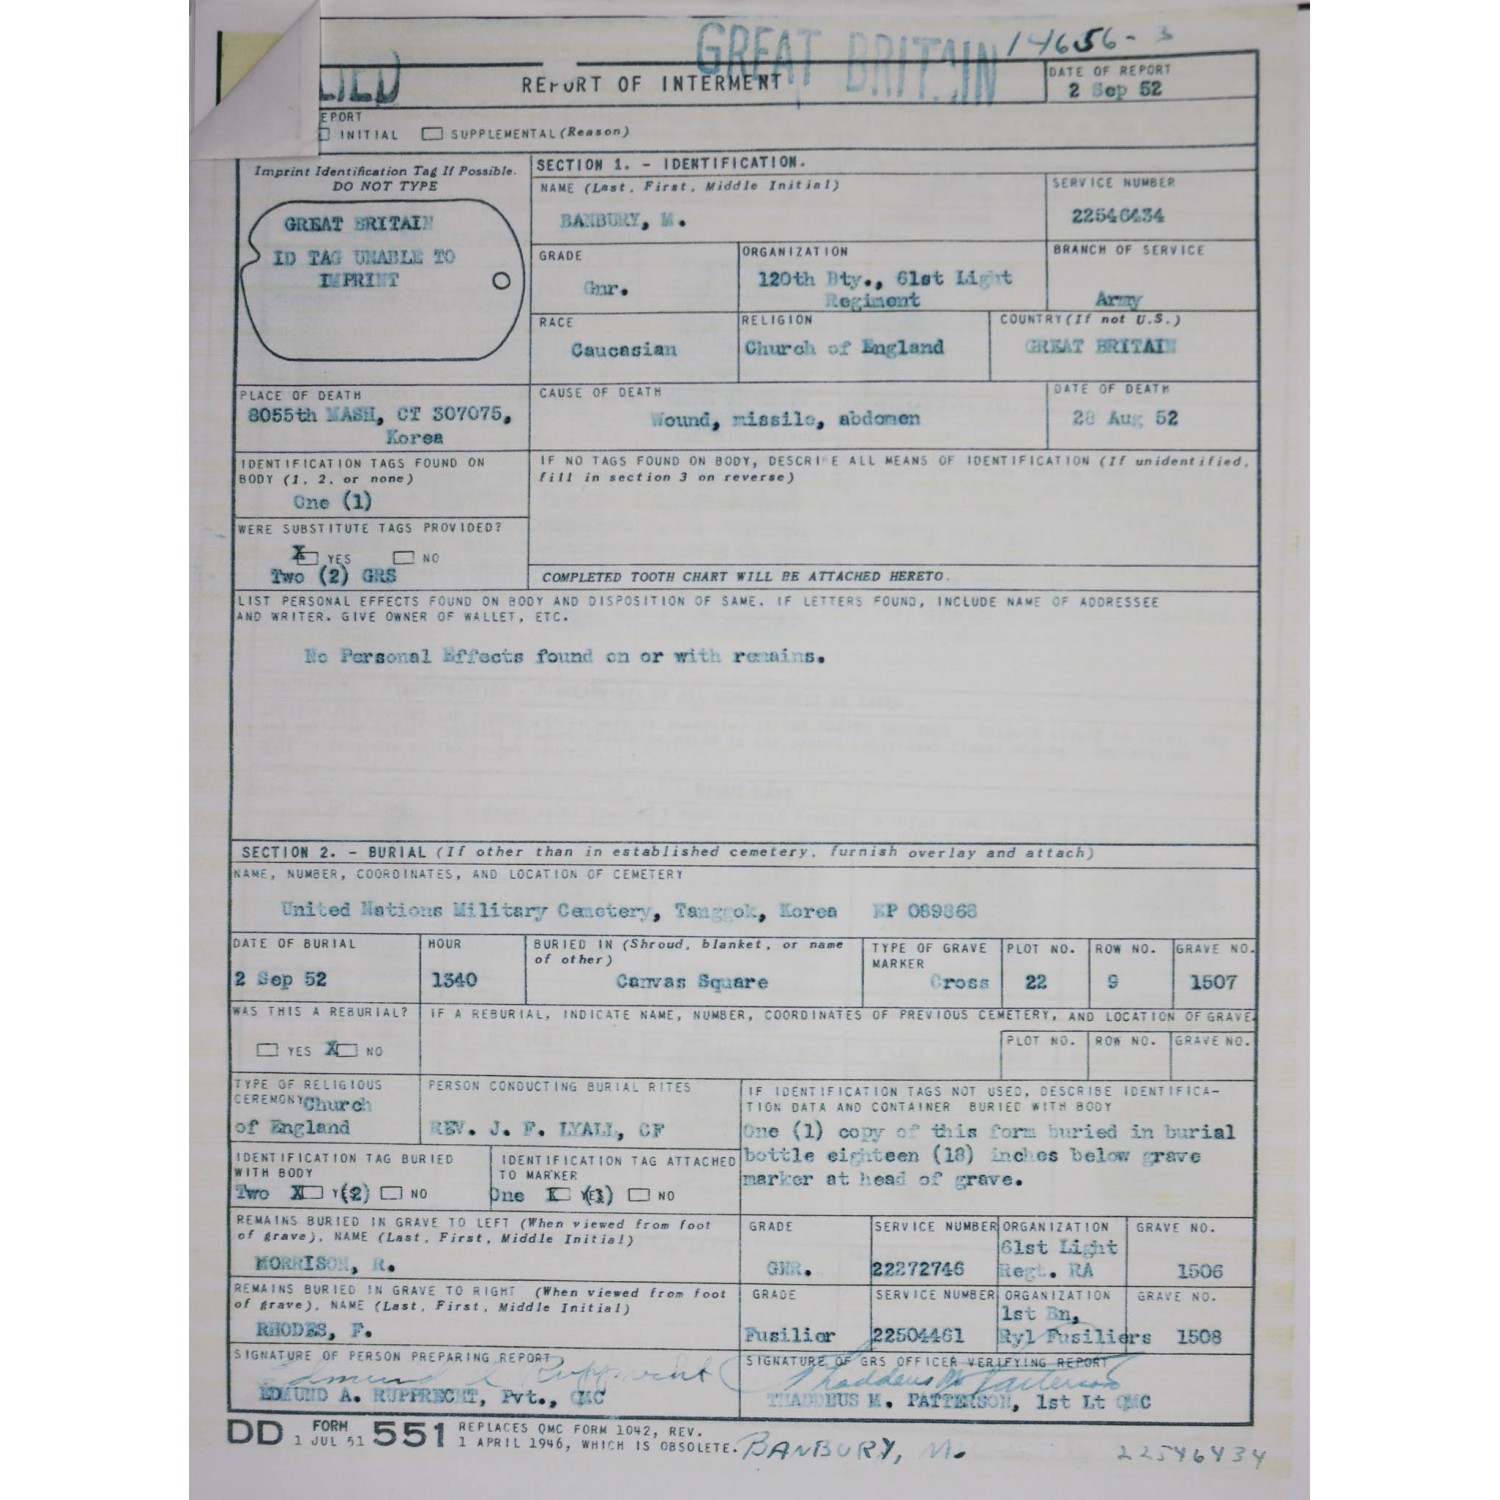 GREAT BRITAIN
14656-3
LIED
REPORT OF INTERMENT
DATE OF REPORT
2 Sep 52
EPORT
INITIAL SUPPLEMENTAL (Reason)
Imprint Identification Tag If Possible.
DO NOT TYPE
GREAT BRITAIN
ID TAG UNABLE TO
IMPRINT
SECTION 1. - IDENTIFICATION.
NAME (Last, First, Middle Initial)
BANBURY, M.
SERVICE NUMBER
22546434
GRADE
Gnr.
ORGANIZATION
120th Bty., 61st Light
Regiment
BRANCH OF SERVICE
Army
RACE
Caucasian
RELIGION
Church of England
COUNTRY (If not U.S.)
GREAT BRITAIN
PLACE OF DEATH
8055th MASH, CT 307075,
Korea
CAUSE OF DEATH
Wound, missile, abdomen
DATE OF DEATH
28 Aug 52
IDENTIFICATION TAGS FOUND ON
BODY (1, 2, or none)
One (1)
IF NO TAGS FOUND ON BODY, DESCRIBE ALL MEANS OF IDENTIFICATION (If unidentified,
fill in section 3 on reverse)
WERE SUBSTITUTE TAGS PROVIDED?
X YES NO
Two (2) GRS
COMPLETED TOOTH CHART WILL BE ATTACHED HERETO.
LIST PERSONAL EFFECTS FOUND ON BODY AND DISPOSITION OF SAME. IF LETTERS FOUND, INCLUDE NAME OF ADDRESSEE
AND WRITER. GIVE OWNER OF WALLET, ETC.
No Personal Effects found on or with remains.
SECTION 2. - BURIAL (If other than in established cemetery, furnish overlay and attach)
NAME, NUMBER, COORDINATES, AND LOCATION OF CEMETERY
United Nations Military Cemetery, Tanggok, Korea EP 089868
DATE OF BURIAL
2 Sep 52
HOUR
1340
BURIED IN (Shroud, blanket, or name
of other)
Canvas Square
TYPE OF GRAVE
MARKER
Cross
PLOT NO.
22
ROW NO.
9
GRAVE NO.
1507
WAS THIS A REBURIAL?
YES X NO
IF A REBURIAL, INDICATE NAME, NUMBER, COORDINATES OF PREVIOUS CEMETERY, AND LOCATION OF GRAVE
PLOT NO. ROW NO. GRAVE NO.
TYPE OF RELIGIOUS
CEREMONY Church
of England
PERSON CONDUCTING BURIAL RITES
REV. J. F. LYALL, CF
IF IDENTIFICATION TAGS NOT USED, DESCRIBE IDENTIFICA-
TION DATA AND CONTAINER BURIED WITH BODY
One (1) copy of this form buried in burial
bottle eighteen (18) inches below grave
marker at head of grave.
IDENTIFICATION TAG BURIED
WITH BODY
Two X Y(2) NO
IDENTIFICATION TAG ATTACHED
TO MARKER
One X YE(1) NO
REMAINS BURIED IN GRAVE TO LEFT (When viewed from foot
of grave), NAME (Last, First, Middle Initial)
MORRISON, R.
GRADE
GNR.
SERVICE NUMBER
22272746
ORGANIZATION
61st Light
Regt. RA
GRAVE NO.
1506
REMAINS BURIED IN GRAVE TO RIGHT (When viewed from foot
of grave), NAME (Last, First, Middle Initial)
RHODES, F.
GRADE
Fusilier
SERVICE NUMBER
22504461
ORGANIZATION
1st Bn,
Ryl Fusiliers
GRAVE NO.
1508
SIGNATURE OF PERSON PREPARING REPORT
Edmund A Rupprecht
EDMUND A. RUPPRECHT, Pvt., QMC
SIGNATURE OF GRS OFFICER VERIFYING REPORT
Thaddeus M Patterson
THADDEUS M. PATTERSON, 1st Lt QMC
DD FORM 1 JUL 51 551
REPLACES QMC FORM 1042, REV.
1 APRIL 1946, WHICH IS OBSOLETE.
BANBURY, M.
22546434